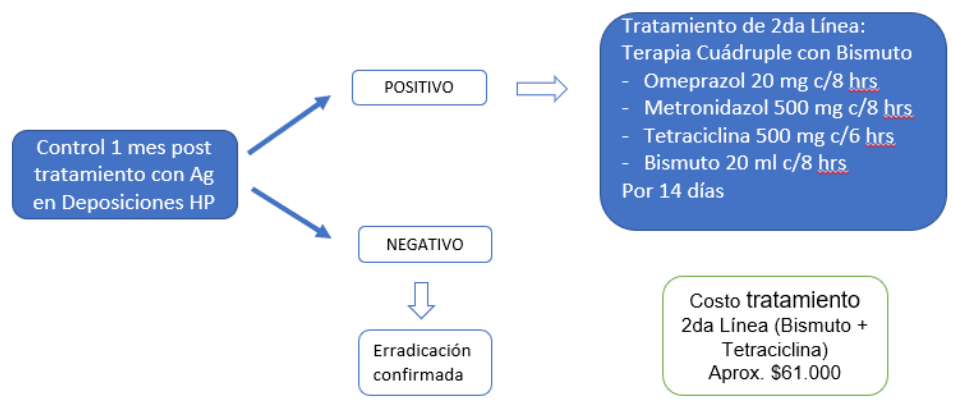 Control 1 mes post
tratamiento con Ag
en Deposiciones HP
POSITIVO
Tratamiento de 2da Línea:
Terapia Cuádruple con Bismuto
- Omeprazol 20 mg c/8 hrs
- Metronidazol 500 mg c/8 hrs
- Tetraciclina 500 mg c/6 hrs
- Bismuto 20 ml c/8 hrs
Por 14 días
NEGATIVO
Erradicación
confirmada
Costo tratamiento
2da Línea (Bismuto +
Tetraciclina)
Aprox. $61.000